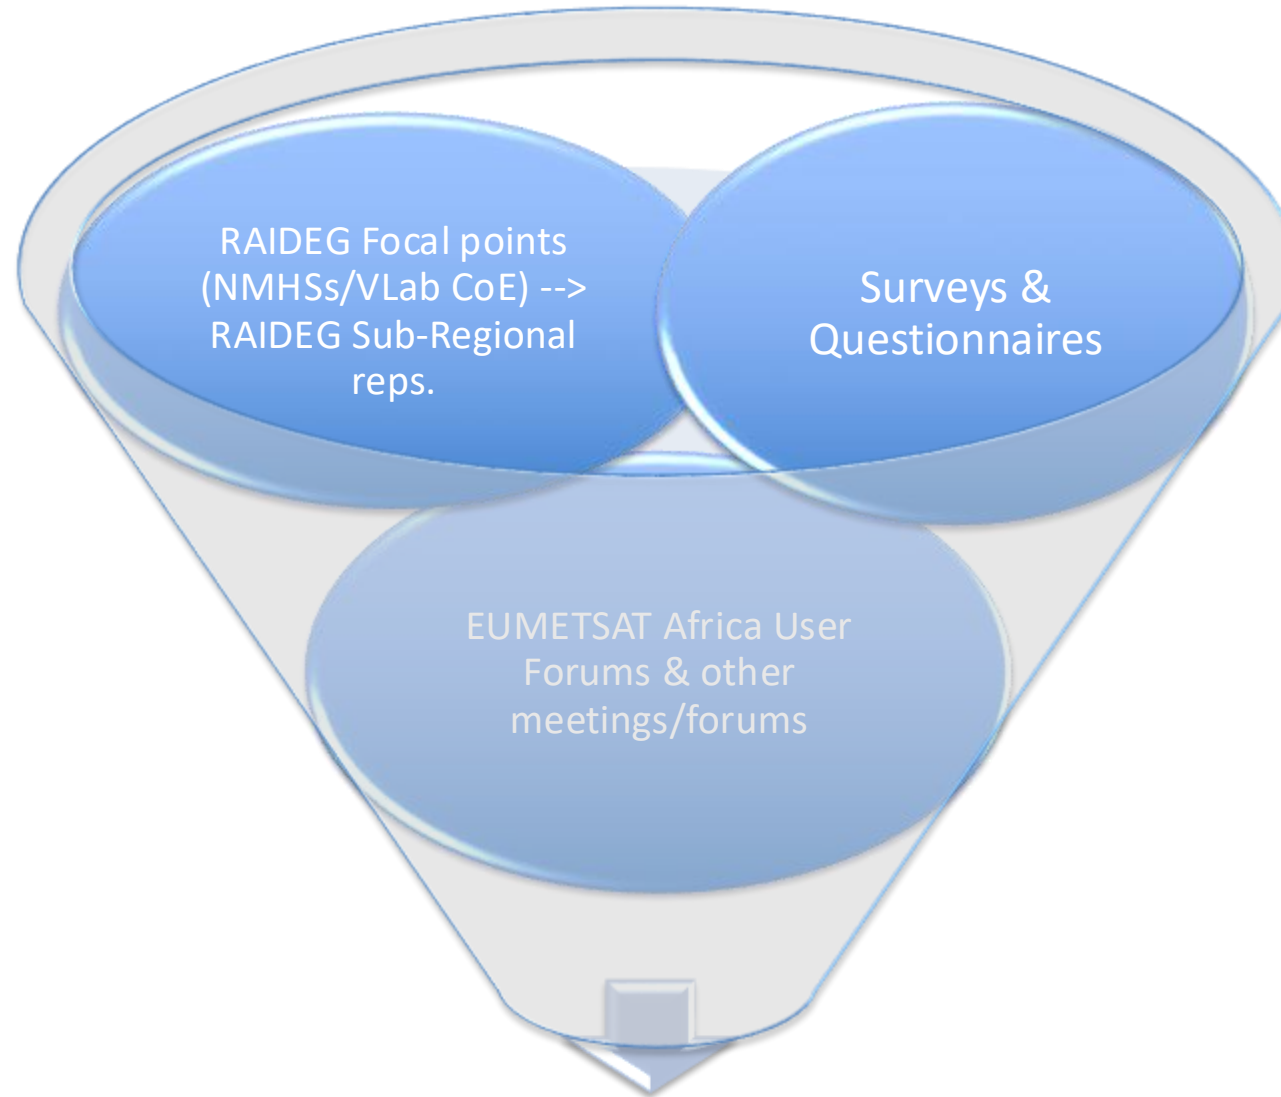 RAIDEG Focal points
(NMHSs/VLab CoE) -->
RAIDEG Sub-Regional
reps.
Surveys &
Questionnaires
EUMETSAT Africa User
Forums & other
meetings/forums